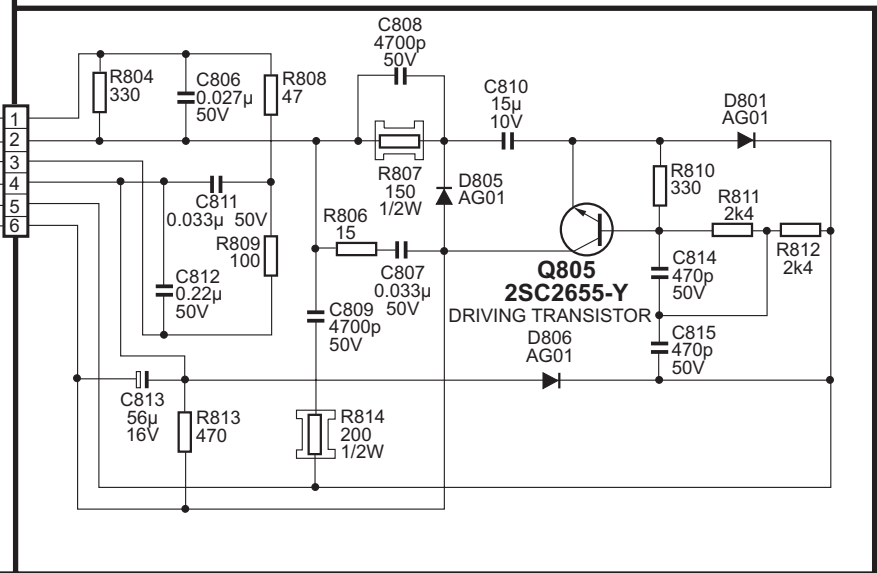 C808
4700p
50V
R804
330
C806
0.027µ
50V
R808
47
C810
15µ
10V
D801
AG01
1
2
3
4
5
6
R807
150
1/2W
D805
AG01
R810
330
R811
2k4
R812
2k4
C811
0.033µ 50V
R806
15
R809
100
C807
0.033µ
50V
Q805
2SC2655-Y
DRIVING TRANSISTOR
C814
470p
50V
C812
0.22µ
50V
C809
4700p
50V
D806
AG01
C815
470p
50V
C813
56µ
16V
R813
470
R814
200
1/2W